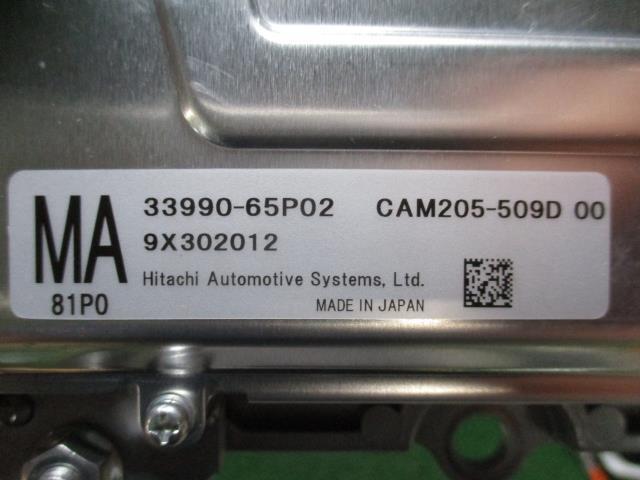 MA 33990-65P02 CAM205-509D 00
9X302012
81P0 Hitachi Automotive Systems, Ltd.
MADE IN JAPAN